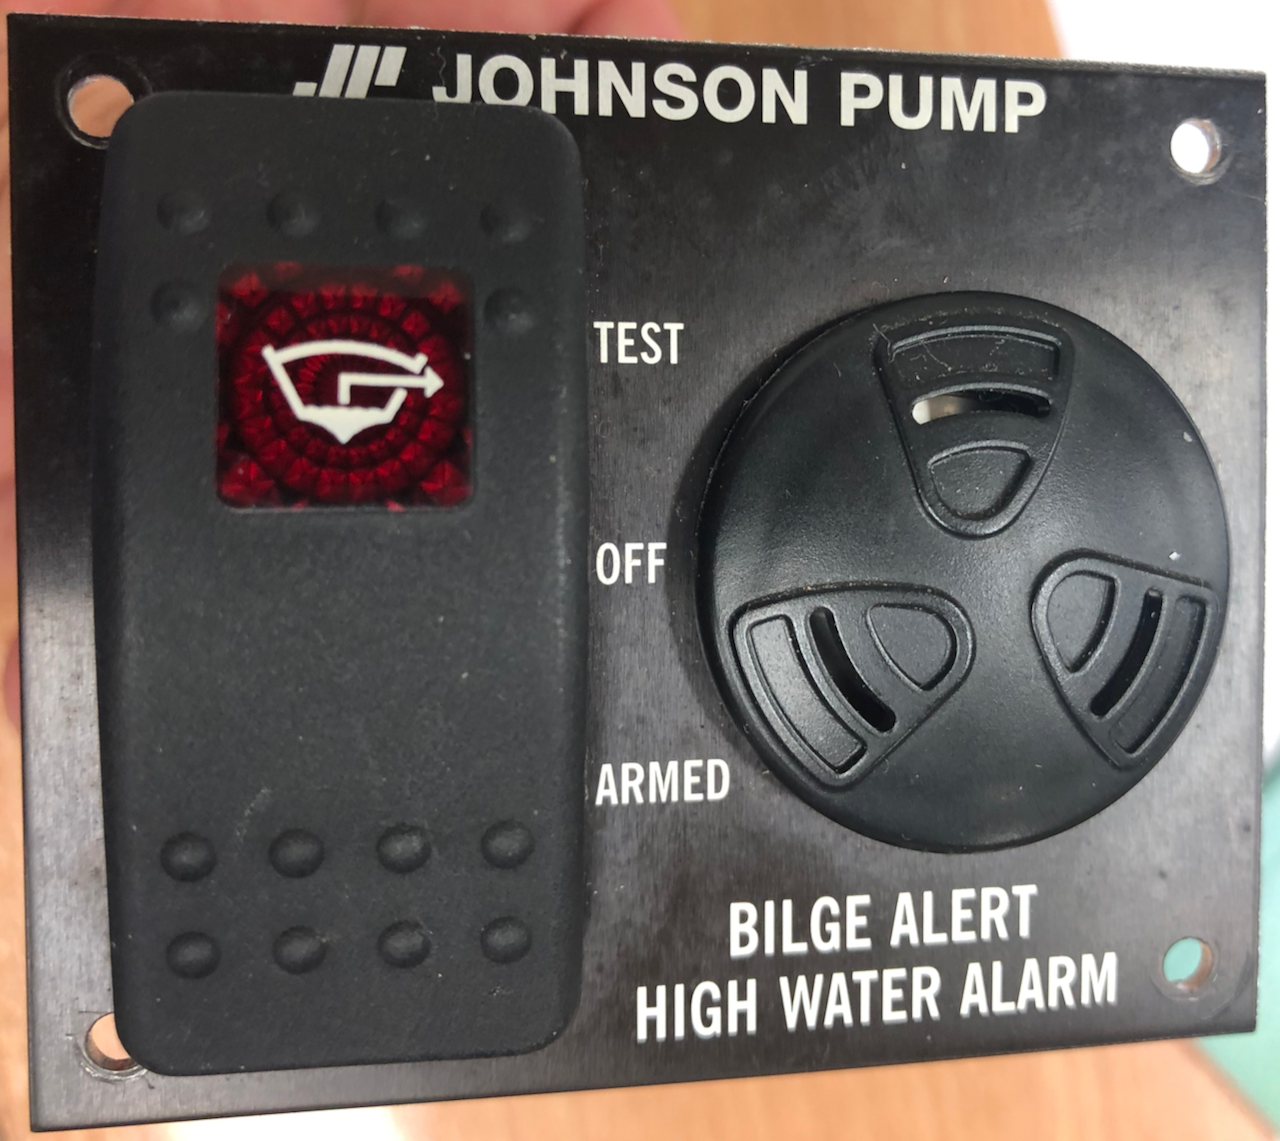 JOHNSON PUMP
TEST
OFF
ARMED
BILGE ALERT
HIGH WATER ALARM